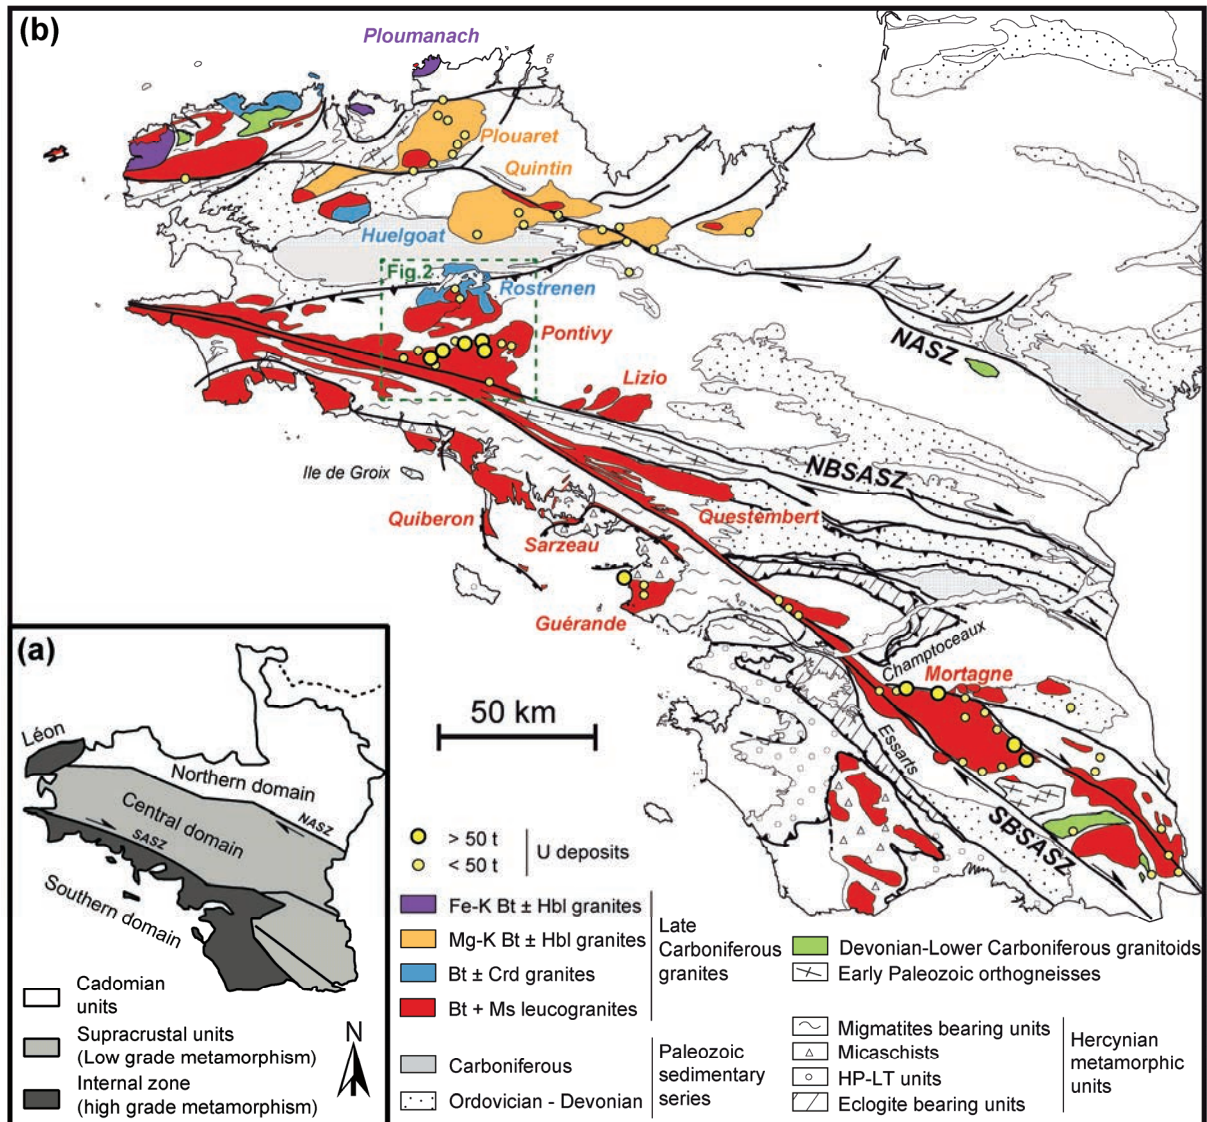 (b)
Ploumanach
Plouaret
Quintin
Huelgoat
Fig.2
Rostrenen
Pontivy
NASZ
Lizio
Ile de Groix
NBSASZ
Quiberon
Questembert
Sarzeau
Guérande
Champtoceaux
Mortagne
50 km
Essarts
SBSASZ
(a)
Léon
Northern domain
Central domain
NASZ
SASZ
Southern domain
Cadomian
units
Supracrustal units
(Low grade metamorphism)
Internal zone
(high grade metamorphism)
N
> 50 t
< 50 t
U deposits
Fe-K Bt ± Hbl granites
Mg-K Bt ± Hbl granites
Bt ± Crd granites
Bt + Ms leucogranites
Late
Carboniferous
granites
Carboniferous
Ordovician - Devonian
Paleozoic
sedimentary
series
Devonian-Lower Carboniferous granitoids
Early Paleozoic orthogneisses
Migmatites bearing units
Micaschists
HP-LT units
Eclogite bearing units
Hercynian
metamorphic
units